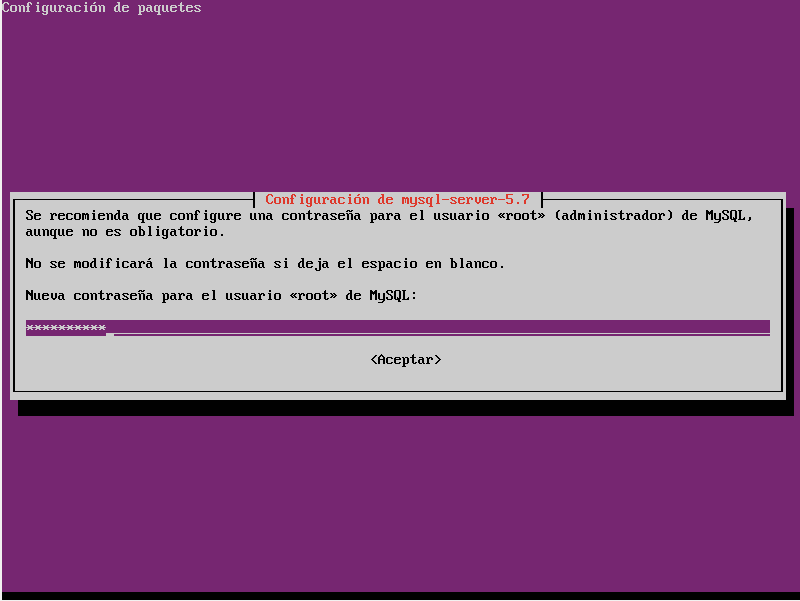 Configuración de paquetes
Configuración de mysql-server-5.7
Se recomienda que configure una contraseña para el usuario «root» (administrador) de MySQL,
aunque no es obligatorio.
No se modificará la contraseña si deja el espacio en blanco.
Nueva contraseña para el usuario «root» de MySQL:
**********
<Aceptar>